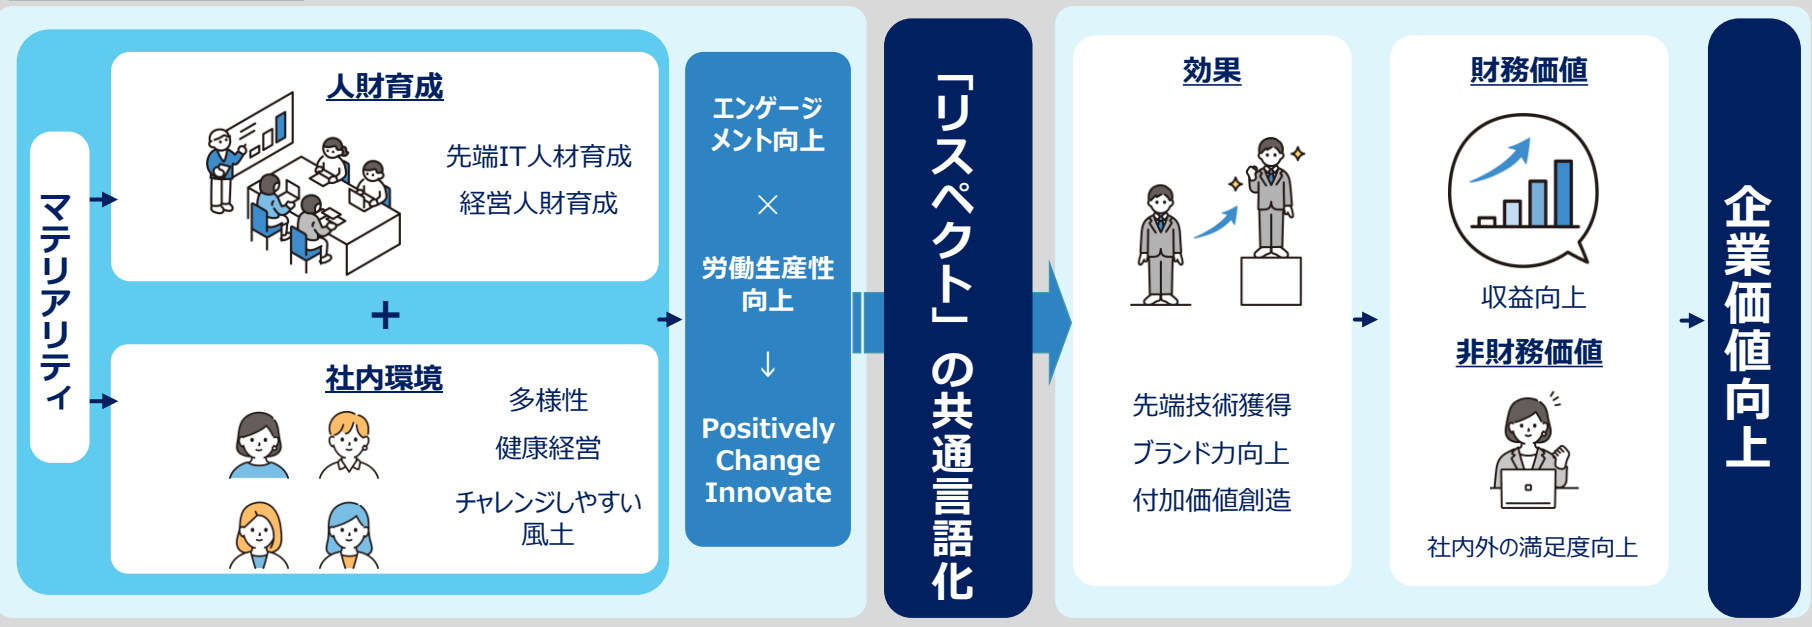 マテリアリティ
人財育成
先端IT人材育成
経営人財育成
+
社内環境
多様性
健康経営
チャレンジしやすい
風土
エンゲージ
メント向上
×
労働生産性
向上
↓
Positively
Change
Innovate
「リスペクト」の共通言語化
効果
先端技術獲得
ブランド力向上
付加価値創造
財務価値
収益向上
非財務価値
社内外の満足度向上
企業価値向上